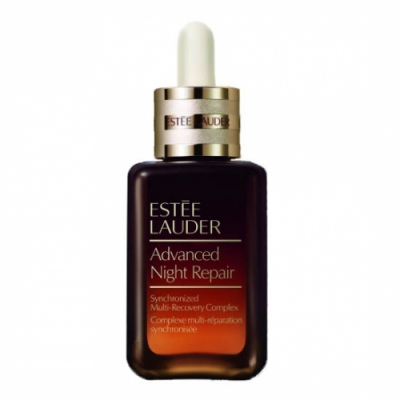 ESTĒE LAUDER
ESTĒE
LAUDER
Advanced
Night Repair
Synchronized
Multi-Recovery Complex
Complexe multi-réparation
synchronisée